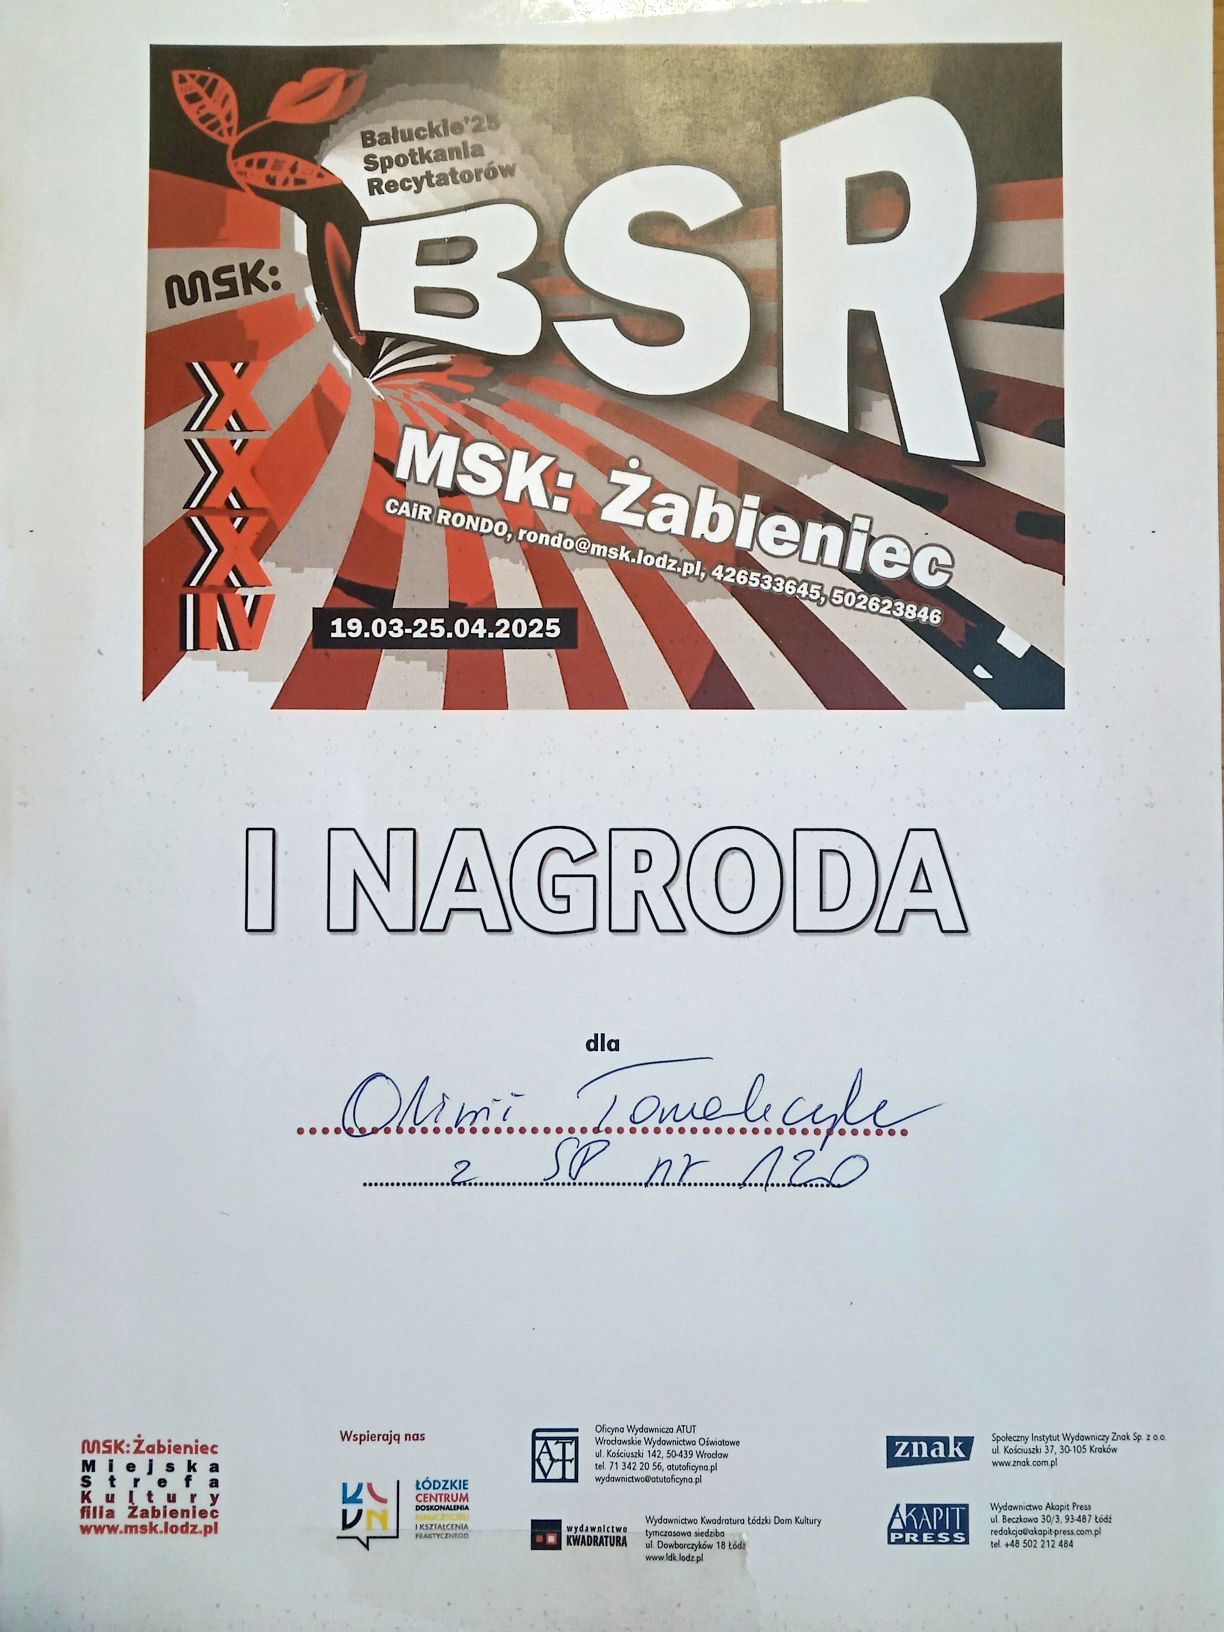 Bałuckie'25
Spotkania
Recytatorów
BSR
MSK:
XXXIV
MSK: Żabieniec
CAiR RONDO, rondo@msk.lodz.pl, 426533645, 502623846
19.03-25.04.2025
I NAGRODA
dla
Oliwii
z SP nr 120
MSK: Żabieniec
Miejska
Strefa
Kultury
filia Żabieniec
www.msk.lodz.pl
Wspierają nas
ŁÓDZKIE
CENTRUM
DOSKONALENIA
NAUCZYCIELI
I KSZTAŁCENIA
PRAKTYCZNEGO
ATUT
Oficyna Wydawnicza ATUT
Wrocławskie Wydawnictwo Oświatowe
ul. Kościuszki 142, 50-439 Wrocław
tel. 71 342 20 56, atutoficyna.pl
wydawnictwo@atutoficyna.pl
wydawnictwo
KWADRATURA
Wydawnictwo Kwadratura Łódzki Dom Kultury
tymczasowa siedziba
ul. Dowborczyków 18 Łódź
www.ldk.lodz.pl
znak
Społeczny Instytut Wydawniczy Znak Sp. z o.o.
ul. Kościuszki 37, 30-105 Kraków
www.znak.com.pl
AKAPIT
PRESS
Wydawnictwo Akapit Press
ul. Beczkowa 30/3, 93-487 Łódź
redakcja@akapit-press.com.pl
tel. +48 502 212 484